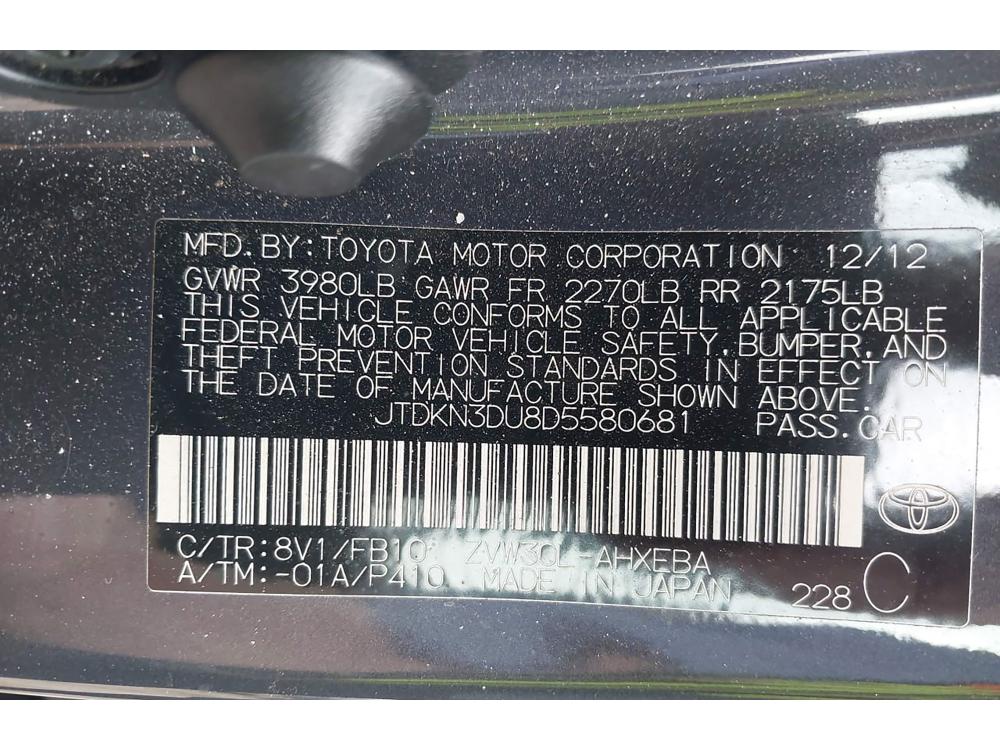 MFD. BY: TOYOTA MOTOR CORPORATION 12/12
GVWR 3980LB GAWR FR 2270LB RR 2175LB
THIS VEHICLE CONFORMS TO ALL APPLICABLE
FEDERAL MOTOR VEHICLE SAFETY, BUMPER, AND
THEFT PREVENTION STANDARDS IN EFFECT ON
THE DATE OF MANUFACTURE SHOWN ABOVE.
JTDKN3DU8D5580681 PASS. CAR
C/TR: 8V1/FB10 ZVW30L-AHXEBA
A/TM: -01A/P410 MADE IN JAPAN 228 C